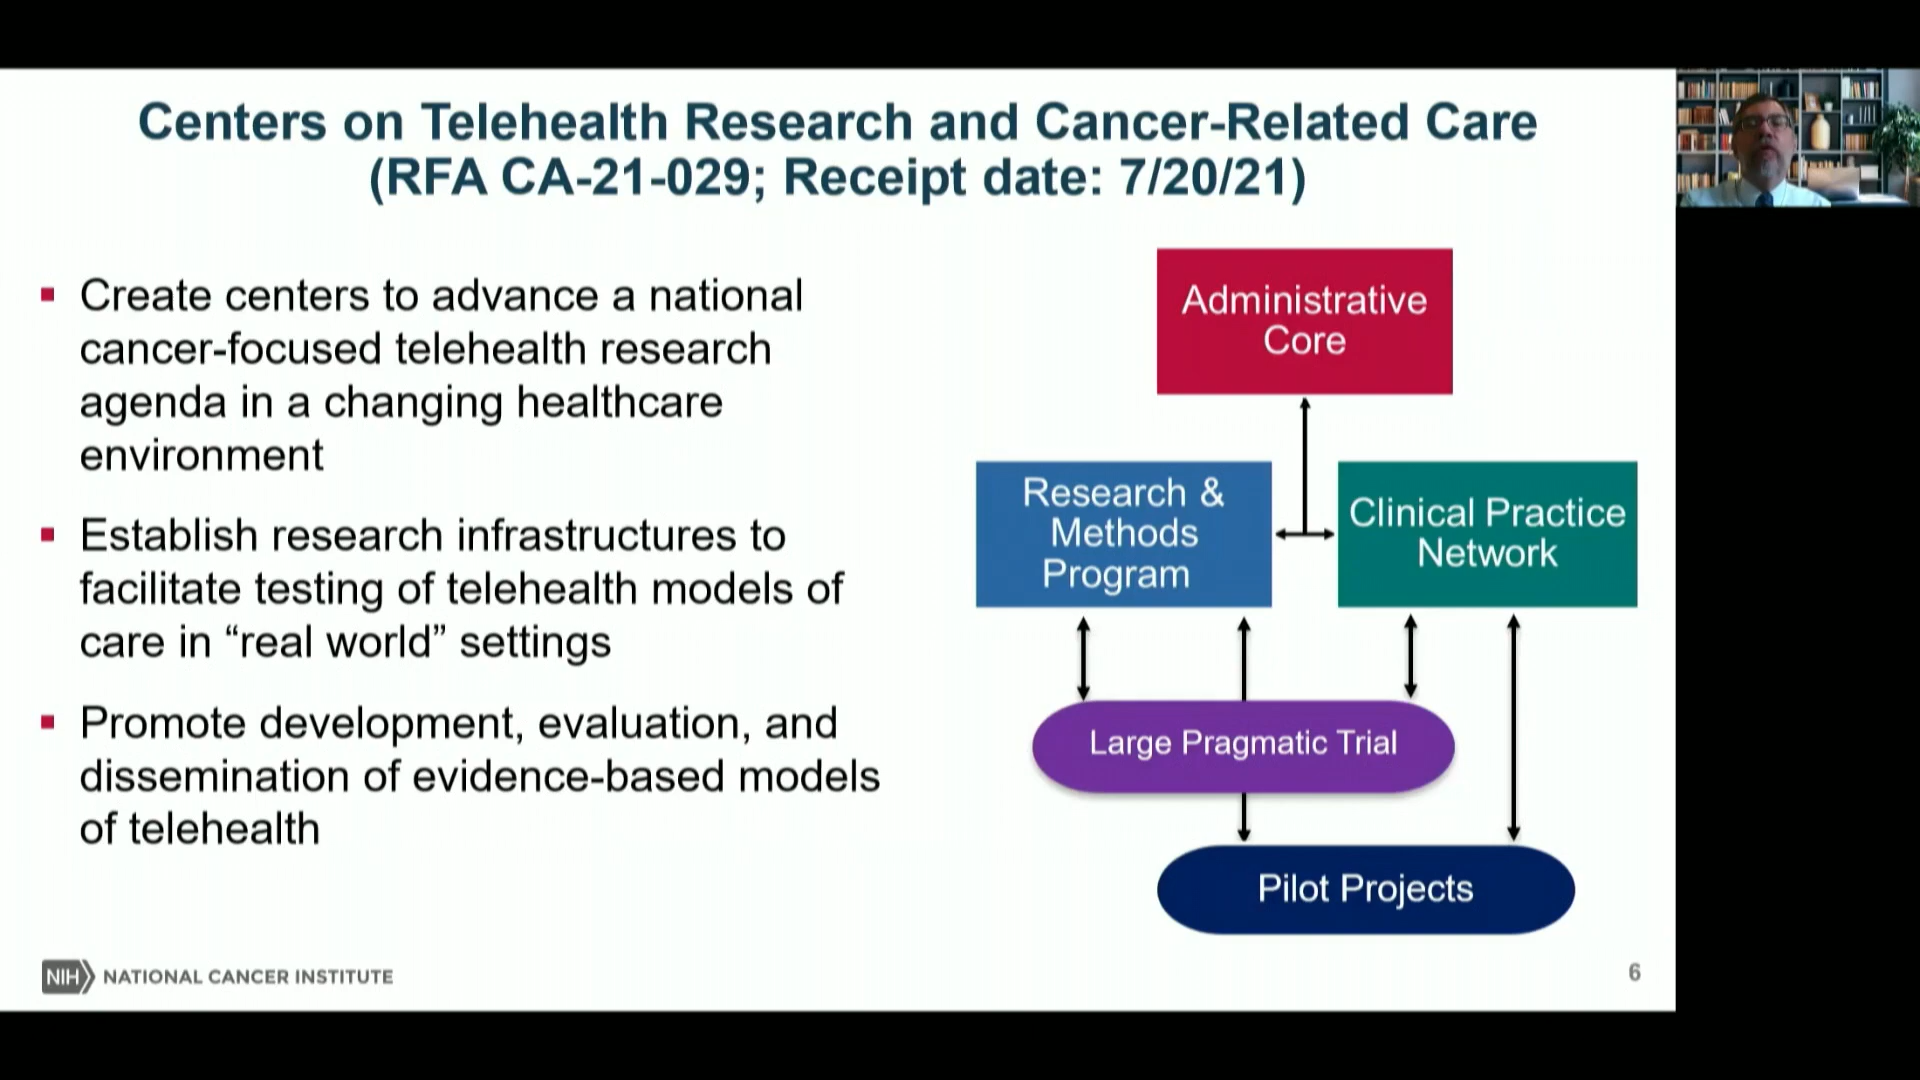 Centers on Telehealth Research and Cancer-Related Care
(RFA CA-21-029; Receipt date: 7/20/21)
▪ Create centers to advance a national
cancer-focused telehealth research
agenda in a changing healthcare
environment
▪ Establish research infrastructures to
facilitate testing of telehealth models of
care in “real world” settings
▪ Promote development, evaluation, and
dissemination of evidence-based models
of telehealth
Administrative
Core
Research &
Methods
Program
Clinical Practice
Network
Large Pragmatic Trial
Pilot Projects
NIH NATIONAL CANCER INSTITUTE
6